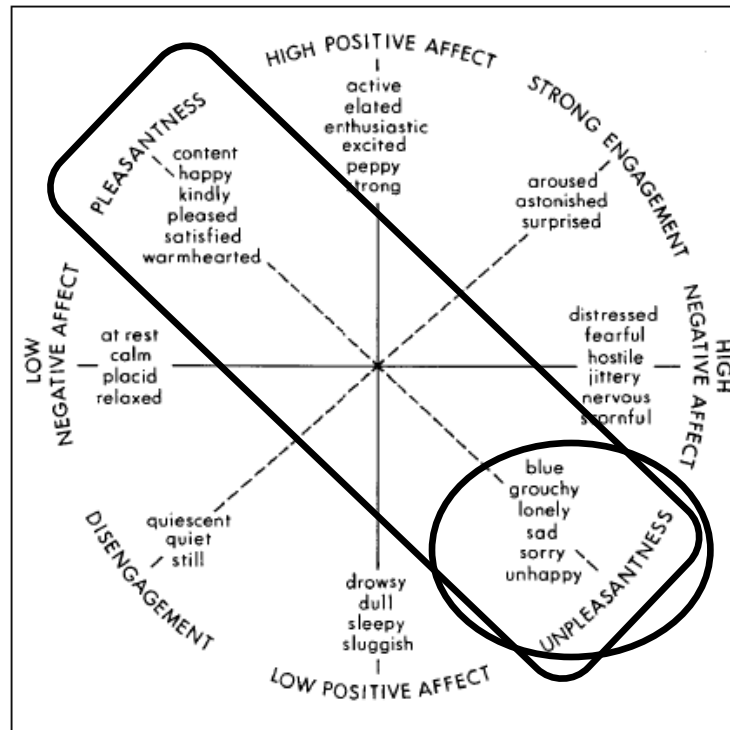 HIGH POSITIVE AFFECT
active
elated
enthusiastic
excited
peppy
strong
STRONG ENGAGEMENT
aroused
astonished
surprised
PLEASANTNESS
content
happy
kindly
pleased
satisfied
warmhearted
HIGH
NEGATIVE AFFECT
distressed
fearful
hostile
jittery
nervous
scornful
LOW
NEGATIVE AFFECT
at rest
calm
placid
relaxed
blue
grouchy
lonely
sad
sorry
unhappy
UNPLEASANTNESS
DISENGAGEMENT
quiescent
quiet
still
drowsy
dull
sleepy
sluggish
LOW POSITIVE AFFECT